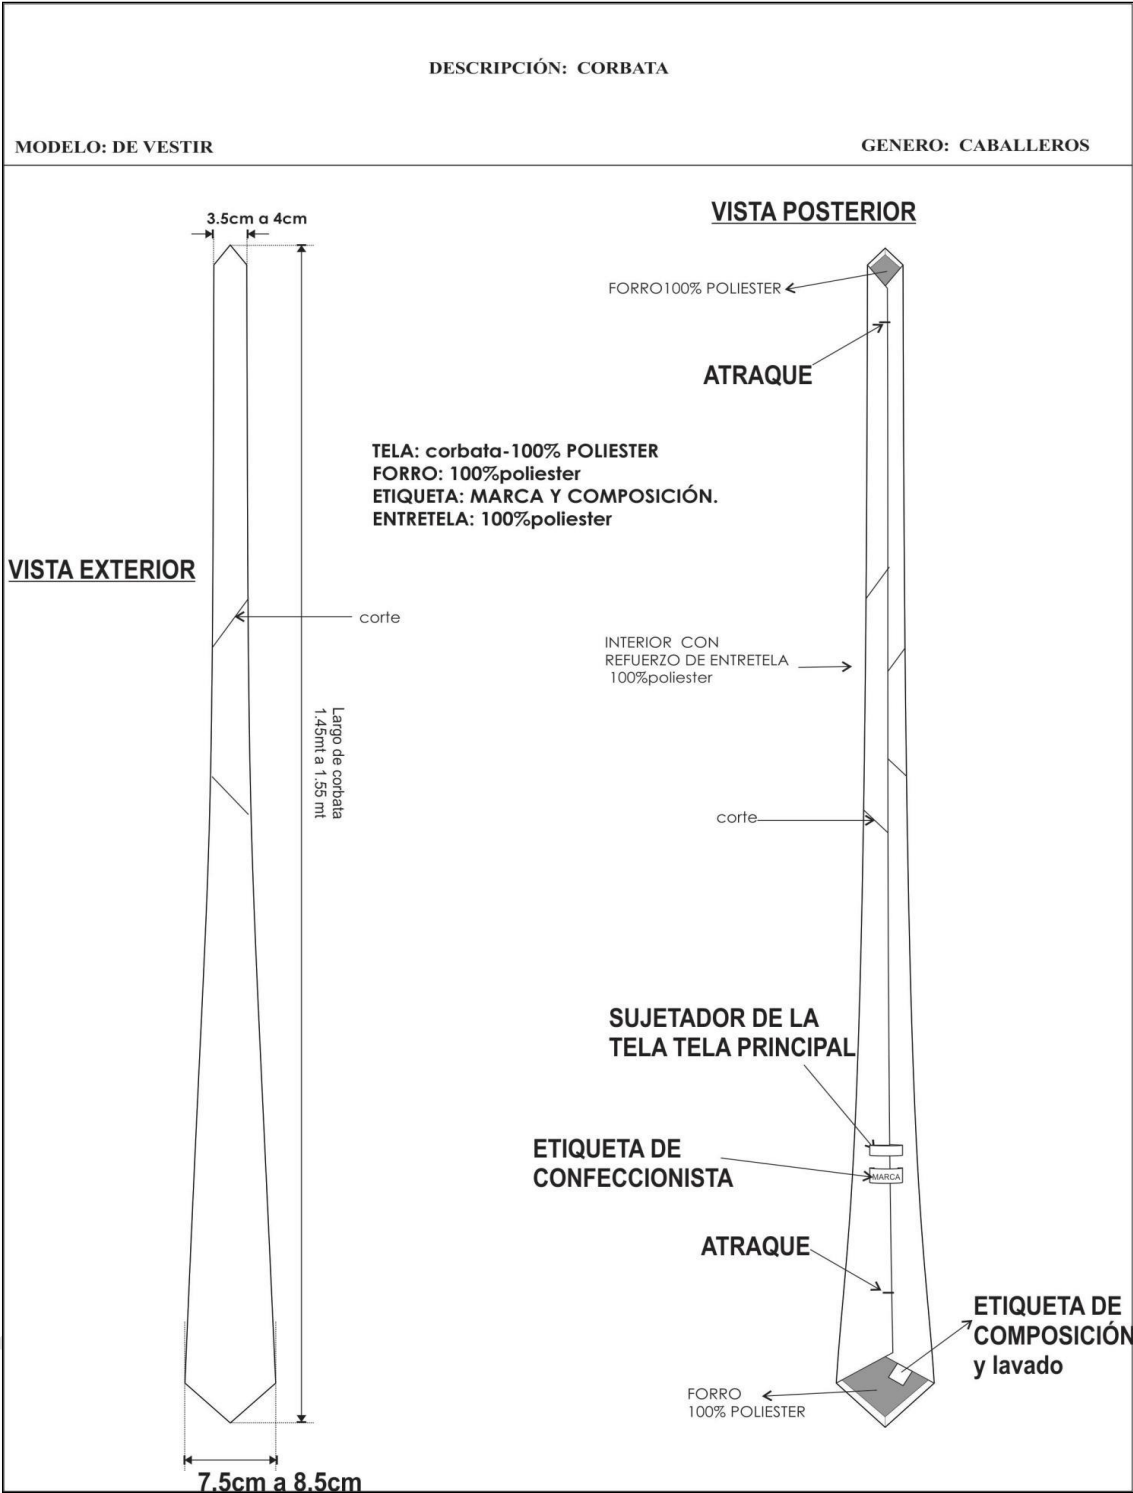 DESCRIPCIÓN: CORBATA
MODELO: DE VESTIR
GENERO: CABALLEROS
3.5cm a 4cm
VISTA POSTERIOR
FORRO100% POLIESTER
ATRAQUE
TELA: corbata-100% POLIESTER
FORRO: 100%poliester
ETIQUETA: MARCA Y COMPOSICIÓN.
ENTRETELA: 100%poliester
VISTA EXTERIOR
corte
INTERIOR CON
REFUERZO DE ENTRETELA
100%poliester
Largo de corbata
1.45mt a 1.55 mt
corte
SUJETADOR DE LA
TELA TELA PRINCIPAL
ETIQUETA DE
CONFECCIONISTA
MARCA
ATRAQUE
ETIQUETA DE
COMPOSICIÓN
y lavado
FORRO
100% POLIESTER
7.5cm a 8.5cm